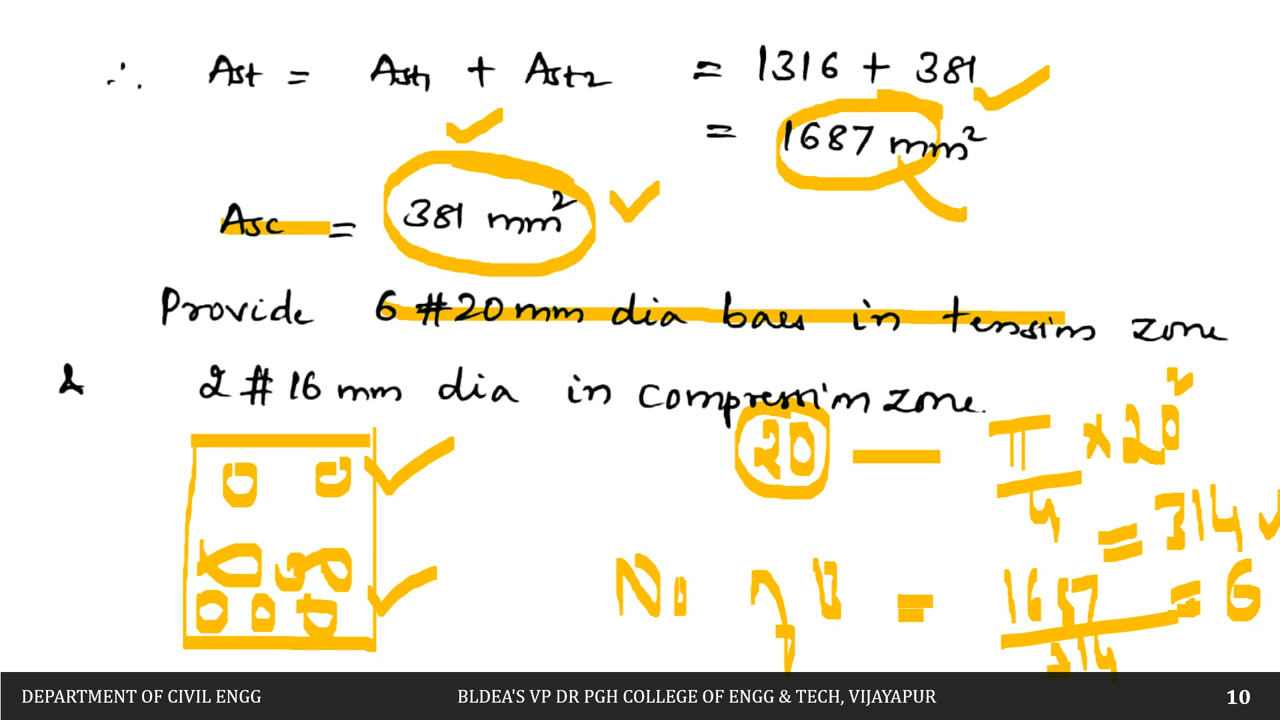 ∴ Ast = Ast1 + Ast2 = 1316 + 381
= 1687 mm²
Asc = 381 mm²
Provide 6 # 20 mm dia bars in tension zone
& 2 # 16 mm dia in compression zone.
20 — π/4 × 20²
= 314
No of B = 1687/314 = 6
DEPARTMENT OF CIVIL ENGG BLDEA'S VP DR PGH COLLEGE OF ENGG & TECH, VIJAYAPUR 10